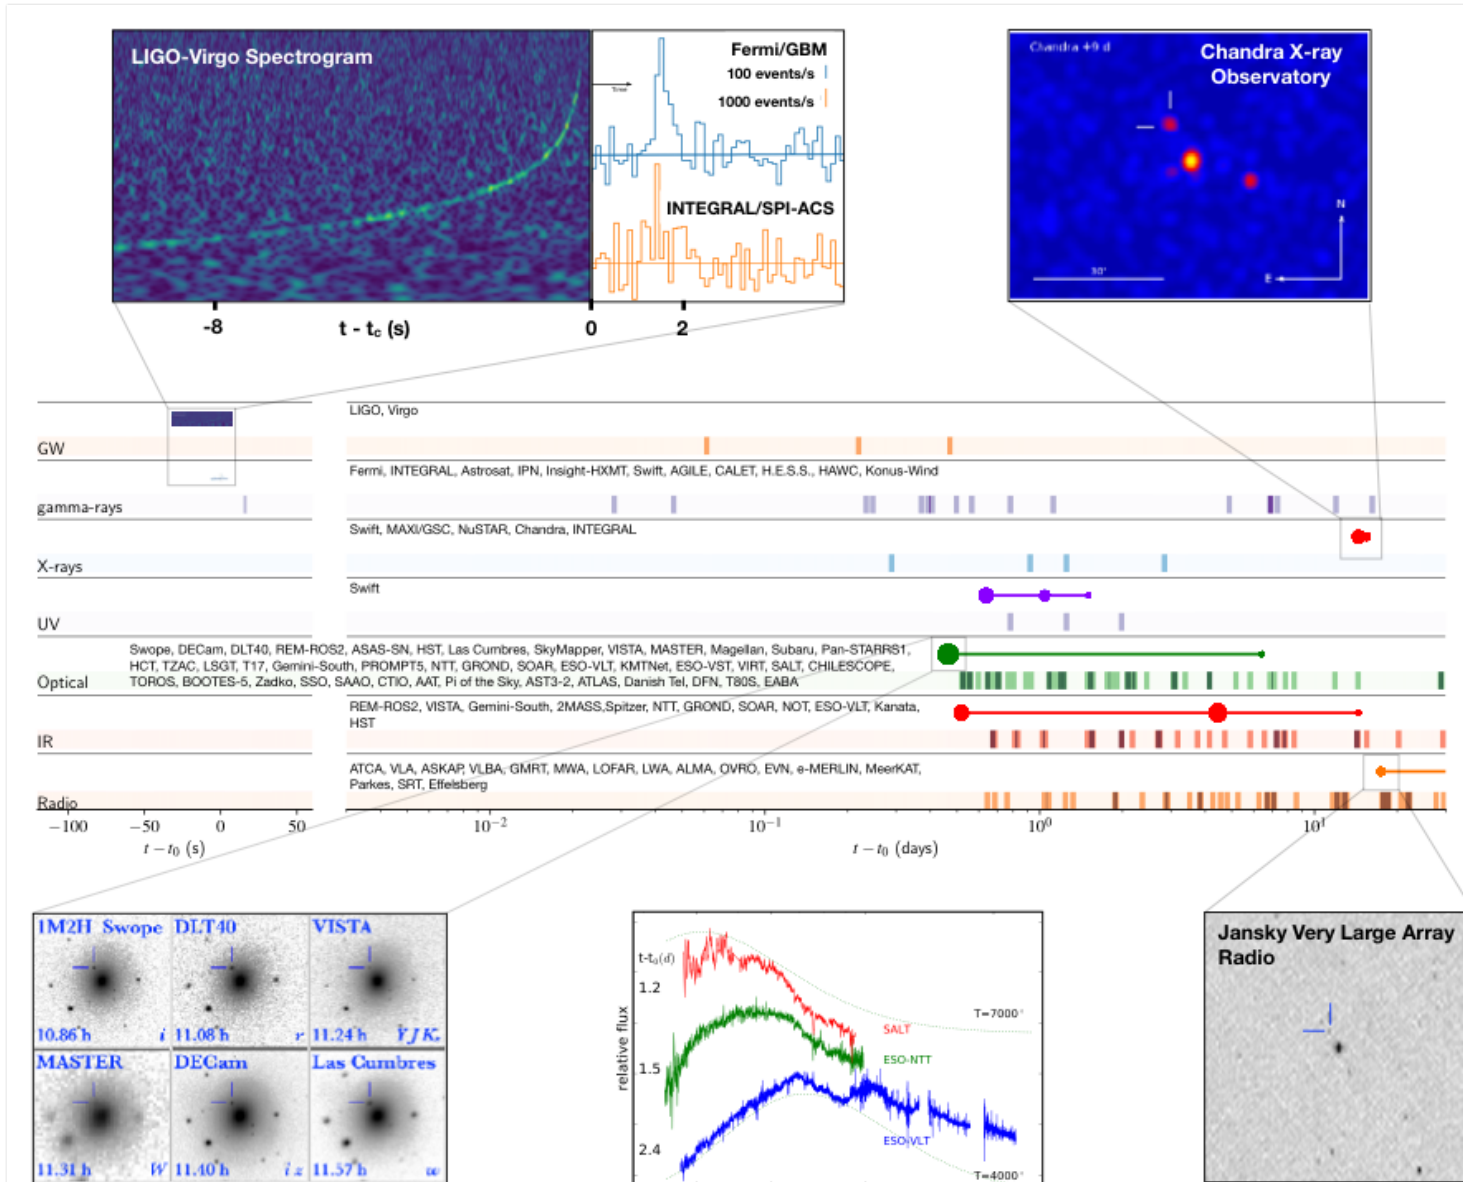 LIGO-Virgo Spectrogram
Fermi/GBM
100 events/s
1000 events/s
Time
INTEGRAL/SPI-ACS
-8
t - tc (s)
0
2
Chandra +9 d
Chandra X-ray
Observatory
N
E
30"
LIGO, Virgo
GW
Fermi, INTEGRAL, Astrosat, IPN, Insight-HXMT, Swift, AGILE, CALET, H.E.S.S., HAWC, Konus-Wind
gamma-rays
Swift, MAXI/GSC, NuSTAR, Chandra, INTEGRAL
X-rays
Swift
UV
Swope, DECam, DLT40, REM-ROS2, ASAS-SN, HST, Las Cumbres, SkyMapper, VISTA, MASTER, Magellan, Subaru, Pan-STARRS1,
HCT, TZAC, LSGT, T17, Gemini-South, PROMPT5, NTT, GROND, SOAR, ESO-VLT, KMTNet, ESO-VST, VIRT, SALT, CHILESCOPE,
TOROS, BOOTES-5, Zadko, SSO, SAAO, CTIO, AAT, Pi of the Sky, AST3-2, ATLAS, Danish Tel, DFN, T80S, EABA
Optical
REM-ROS2, VISTA, Gemini-South, 2MASS,Spitzer, NTT, GROND, SOAR, NOT, ESO-VLT, Kanata,
HST
IR
ATCA, VLA, ASKAP, VLBA, GMRT, MWA, LOFAR, LWA, ALMA, OVRO, EVN, e-MERLIN, MeerKAT,
Parkes, SRT, Effelsberg
Radio
−100 −50 0 50
t − t0 (s)
10⁻² 10⁻¹ 10⁰ 10¹
t − t0 (days)
1M2H Swope
10.86 h i
DLT40
11.08 h r
VISTA
11.24 h YJKs
MASTER
11.31 h W
DECam
11.40 h iz
Las Cumbres
11.57 h w
relative flux
t-t0(d)
1.2
1.5
2.4
SALT
ESO-NTT
ESO-VLT
T=7000°
T=4000°
Jansky Very Large Array
Radio